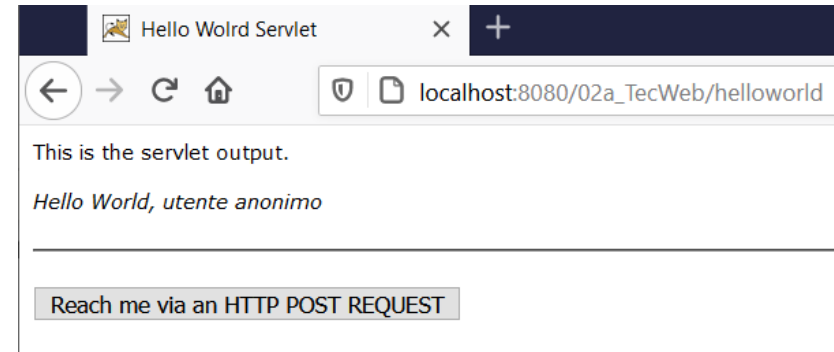 Hello Wolrd Servlet
localhost:8080/02a_TecWeb/helloworld
This is the servlet output.
Hello World, utente anonimo
Reach me via an HTTP POST REQUEST